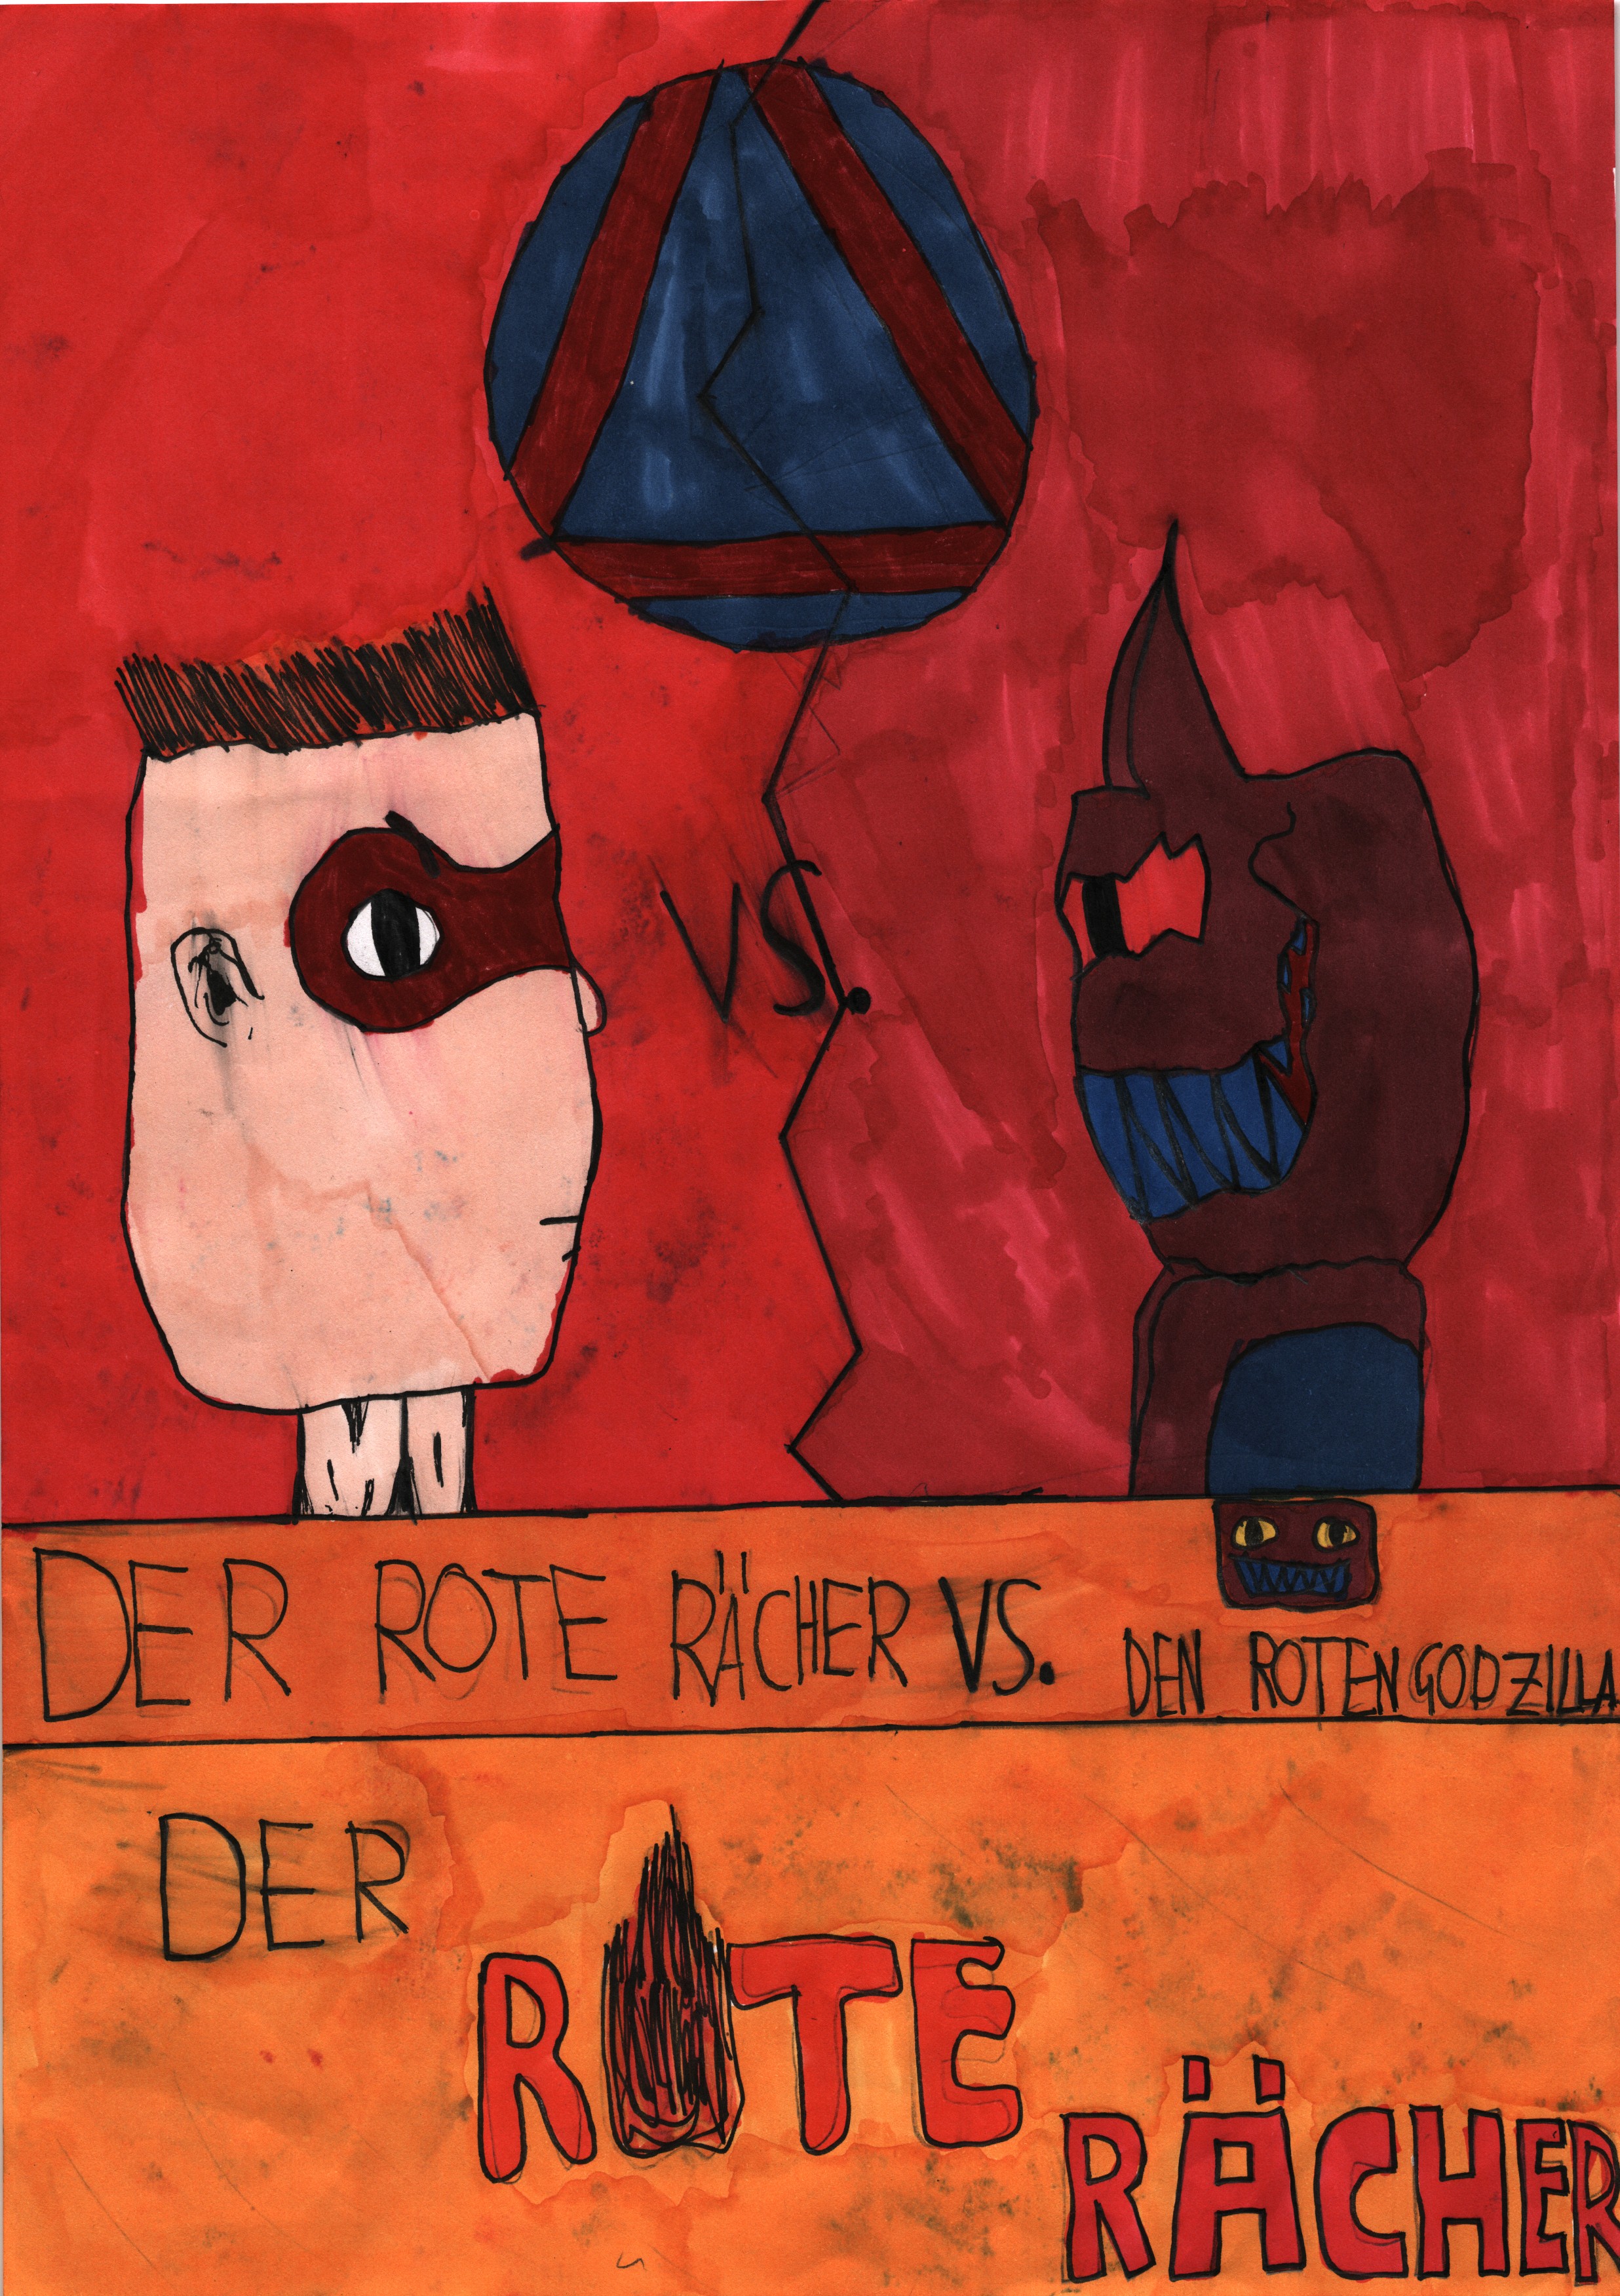 VS.
DER ROTE RÄCHER VS. DEN ROTEN GODZILLA
DER
ROTE
RÄCHER